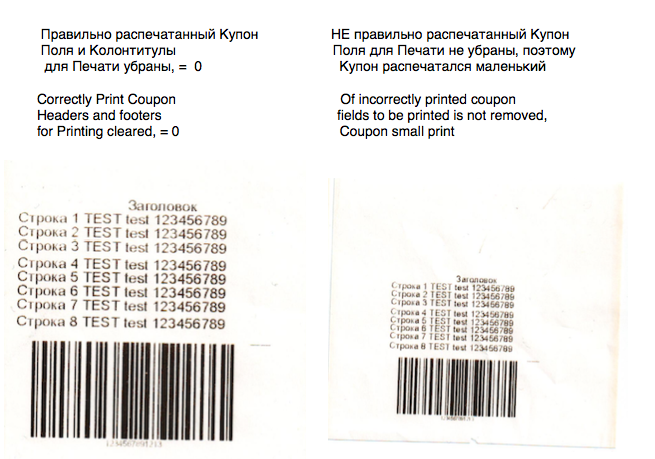 Правильно распечатанный Купон
Поля и Колонтитулы
для Печати убраны, = 0
Correctly Print Coupon
Headers and footers
for Printing cleared, = 0
НЕ правильно распечатанный Купон
Поля для Печати не убраны, поэтому
Купон распечатался маленький
Of incorrectly printed coupon
fields to be printed is not removed,
Coupon small print
Заголовок
Строка 1 TEST test 123456789
Строка 2 TEST test 123456789
Строка 3 TEST test 123456789
Строка 4 TEST test 123456789
Строка 5 TEST test 123456789
Строка 6 TEST test 123456789
Строка 7 TEST test 123456789
Строка 8 TEST test 123456789
Заголовок
Строка 1 TEST test 123456789
Строка 2 TEST test 123456789
Строка 3 TEST test 123456789
Строка 4 TEST test 123456789
Строка 5 TEST test 123456789
Строка 6 TEST test 123456789
Строка 7 TEST test 123456789
Строка 8 TEST test 123456789